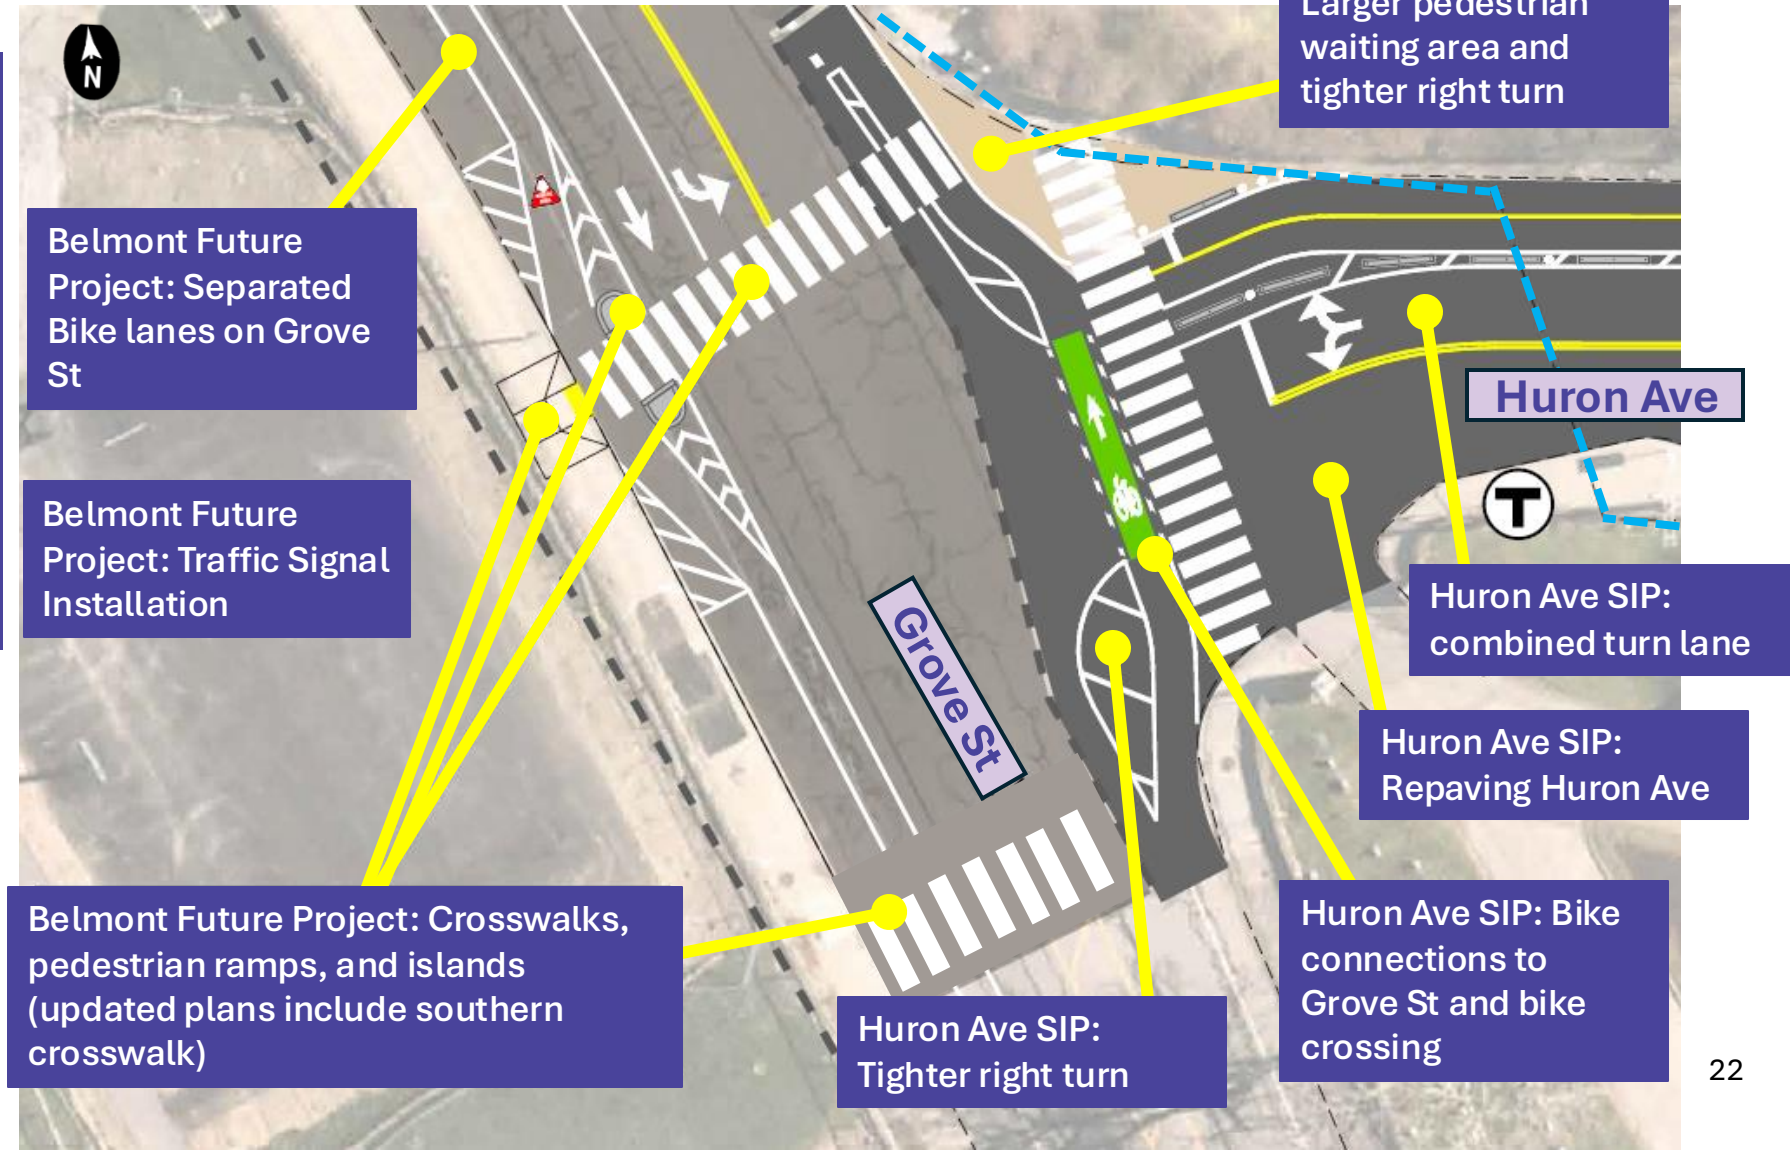 N
Larger pedestrian
waiting area and
tighter right turn
Belmont Future
Project: Separated
Bike lanes on Grove
St
Huron Ave
Belmont Future
Project: Traffic Signal
Installation
T
Huron Ave SIP:
combined turn lane
Grove St
Huron Ave SIP:
Repaving Huron Ave
Belmont Future Project: Crosswalks,
pedestrian ramps, and islands
(updated plans include southern
crosswalk)
Huron Ave SIP:
Tighter right turn
Huron Ave SIP: Bike
connections to
Grove St and bike
crossing
22